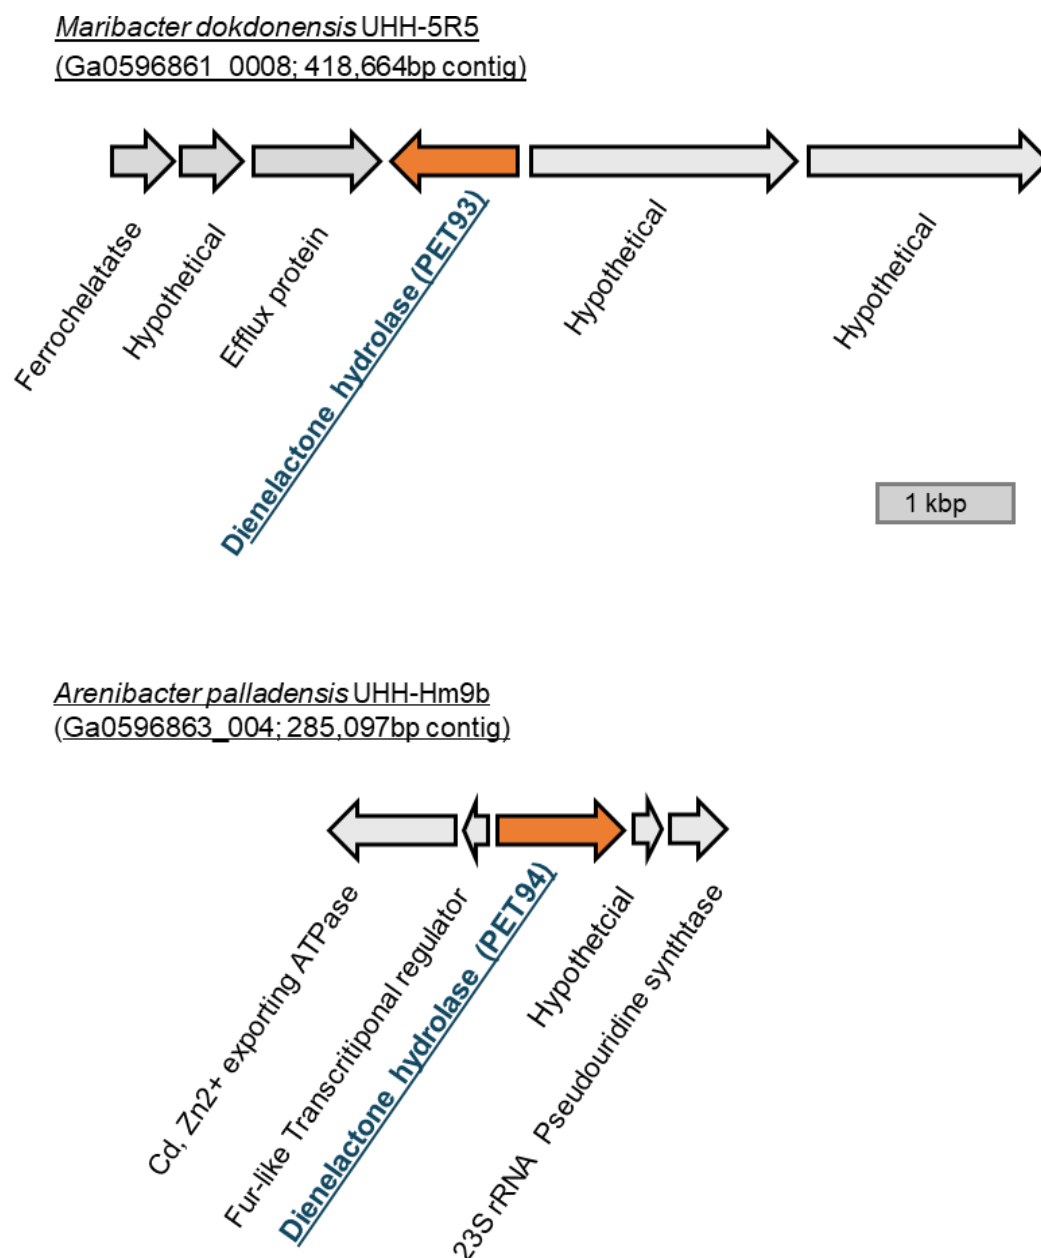 Maribacter dokdonensis UHH-5R5
(Ga0596861_0008; 418,664bp contig)
Ferrochelatatse
Hypothetical
Efflux protein
Dienelactone hydrolase (PET93)
Hypothetical
Hypothetical
1 kbp
Arenibacter palladensis UHH-Hm9b
(Ga0596863_004; 285,097bp contig)
Cd, Zn2+ exporting ATPase
Fur-like Transcritiponal regulator
Dienelactone hydrolase (PET94)
Hypothetcial
23S rRNA Pseudouridine synthtase